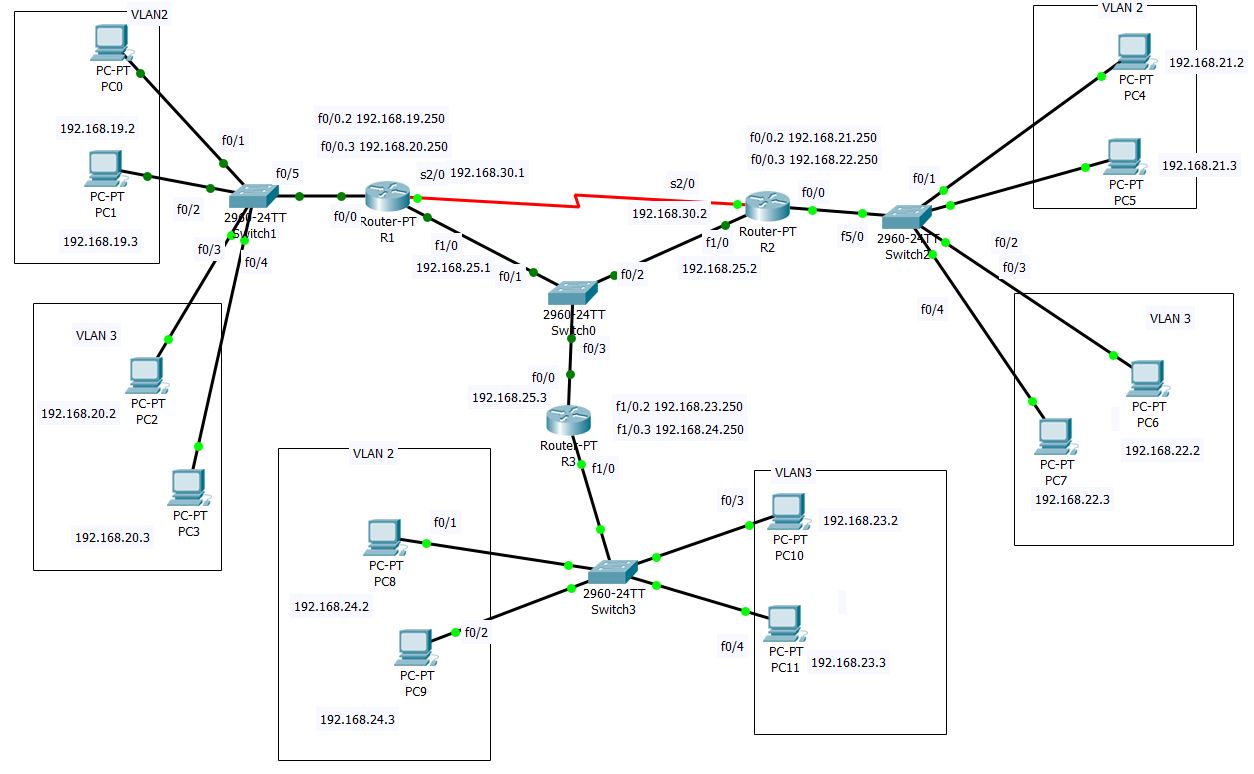 VLAN2
PC-PT
PC0
192.168.19.2
PC-PT
PC1
192.168.19.3
f0/1
f0/2
f0/5
2960-24TT
Switch1
f0/3
f0/4
VLAN 3
PC-PT
PC2
192.168.20.2
PC-PT
PC3
192.168.20.3
f0/0.2 192.168.19.250
f0/0.3 192.168.20.250
s2/0
192.168.30.1
f0/0
Router-PT
R1
f1/0
192.168.25.1
f0/1
2960-24TT
Switch0
f0/2
f0/3
f0/0.2 192.168.21.250
f0/0.3 192.168.22.250
s2/0
192.168.30.2
Router-PT
R2
f0/0
f1/0
192.168.25.2
f5/0
2960-24TT
Switch2
f0/1
f0/2
f0/3
f0/4
VLAN 2
PC-PT
PC4
192.168.21.2
PC-PT
PC5
192.168.21.3
VLAN 3
PC-PT
PC6
192.168.22.2
PC-PT
PC7
192.168.22.3
f0/0
192.168.25.3
Router-PT
R3
f1/0.2 192.168.23.250
f1/0.3 192.168.24.250
f1/0
VLAN 2
f0/1
PC-PT
PC8
192.168.24.2
f0/2
PC-PT
PC9
192.168.24.3
2960-24TT
Switch3
VLAN3
f0/3
PC-PT
PC10
192.168.23.2
f0/4
PC-PT
PC11
192.168.23.3